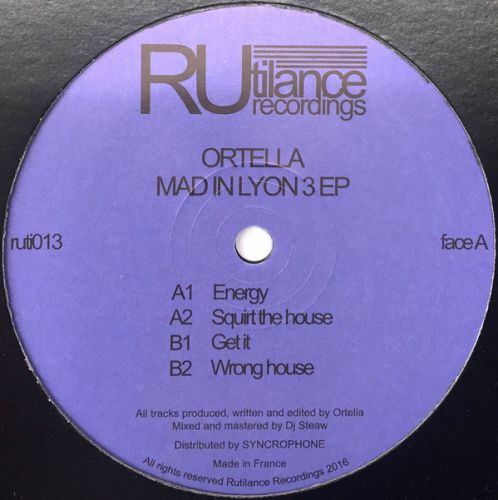 RUtilance
recordings
ORTELLA
MAD IN LYON 3 EP
ruti013
face A
A1 Energy
A2 Squirt the house
B1 Get it
B2 Wrong house
All tracks produced, written and edited by Ortella
Mixed and mastered by Dj Steaw
Distributed by SYNCROPHONE
Made in France
All rights reserved Rutilance Recordings 2016